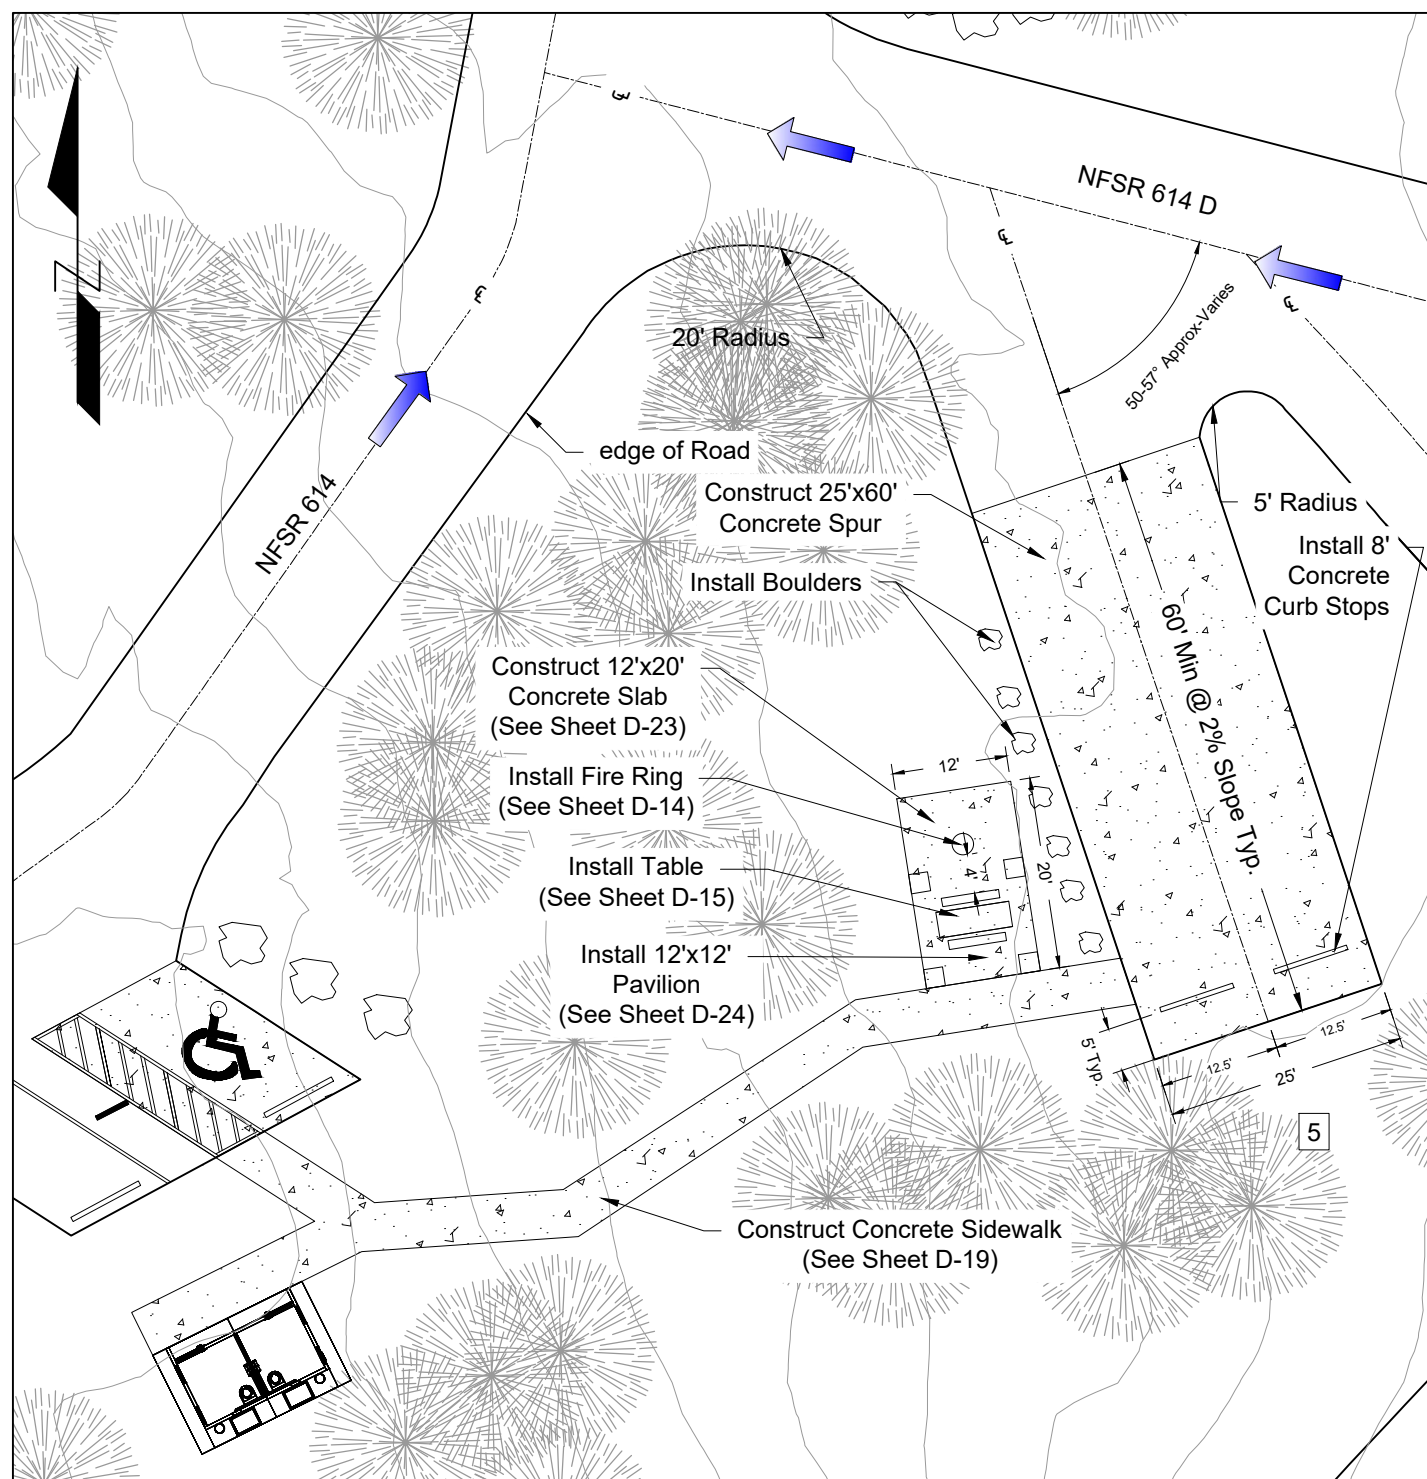 NFSR 614 D
20' Radius
50-57° Approx-Varies
edge of Road
NFSR 614
Construct 25'x60'
Concrete Spur
5' Radius
Install 8'
Concrete
Curb Stops
Install Boulders
60' Min @ 2% Slope Typ.
Construct 12'x20'
Concrete Slab
(See Sheet D-23)
12'
Install Fire Ring
(See Sheet D-14)
20'
4'
Install Table
(See Sheet D-15)
Install 12'x12'
Pavilion
(See Sheet D-24)
5' Typ.
12.5'
12.5'
25'
5
Construct Concrete Sidewalk
(See Sheet D-19)
N